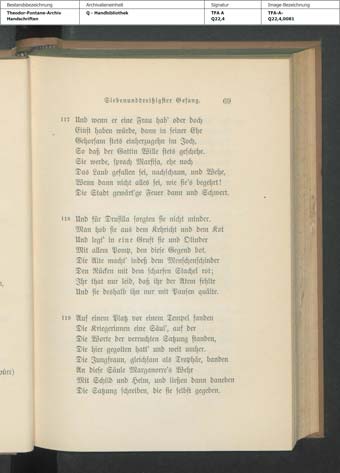 Bestandsbezeichnung
Archivalieneinheit
Signatur
Image-Bezeichnung
Theodor-Fontane-Archiv
Handschriften
Q - Handbibliothek
TFA A
Q22,4
TFA-A-
Q22,4,0081
Siebenunddreißigster Gesang. 69
117 Und wenn er eine Frau hab' oder doch
Einst haben würde, dann in seiner Ehe
Gehorsam stets einherzugehn im Joch,
So daß der Gattin Wille stets geschehe.
Sie werde, sprach Marfisa, ehe noch
Das Laub gefallen sei, nachschaun, und Wehe,
Wenn dann nicht alles sei, wie sie's begehrt!
Die Stadt gewärt'ge Feuer dann und Schwert.
118 Und für Drusilla sorgten sie nicht minder.
Man hob sie aus dem Kehricht und dem Kot
Und legt' in eine Gruft sie und Olinder
Mit allem Pomp, den diese Gegend bot.
Die Alte macht' indeß dem Menschenschinder
Den Rücken mit dem scharfen Stachel rot;
Ihr that nur leid, daß ihr der Atem fehlte
Und sie deshalb ihn nur mit Pausen quälte.
119 Auf einem Platz vor einem Tempel fanden
Die Kriegerinnen eine Säul', auf der
Die Worte der verruchten Satzung standen,
Die hier gegolten hatt' und weit umher.
Die Jungfraun, gleichsam als Trophäe, banden
An diese Säule Marganorre's Wehr
Mit Schild und Helm, und ließen dann daneben
Die Satzung schreiben, die sie selbst gegeben.